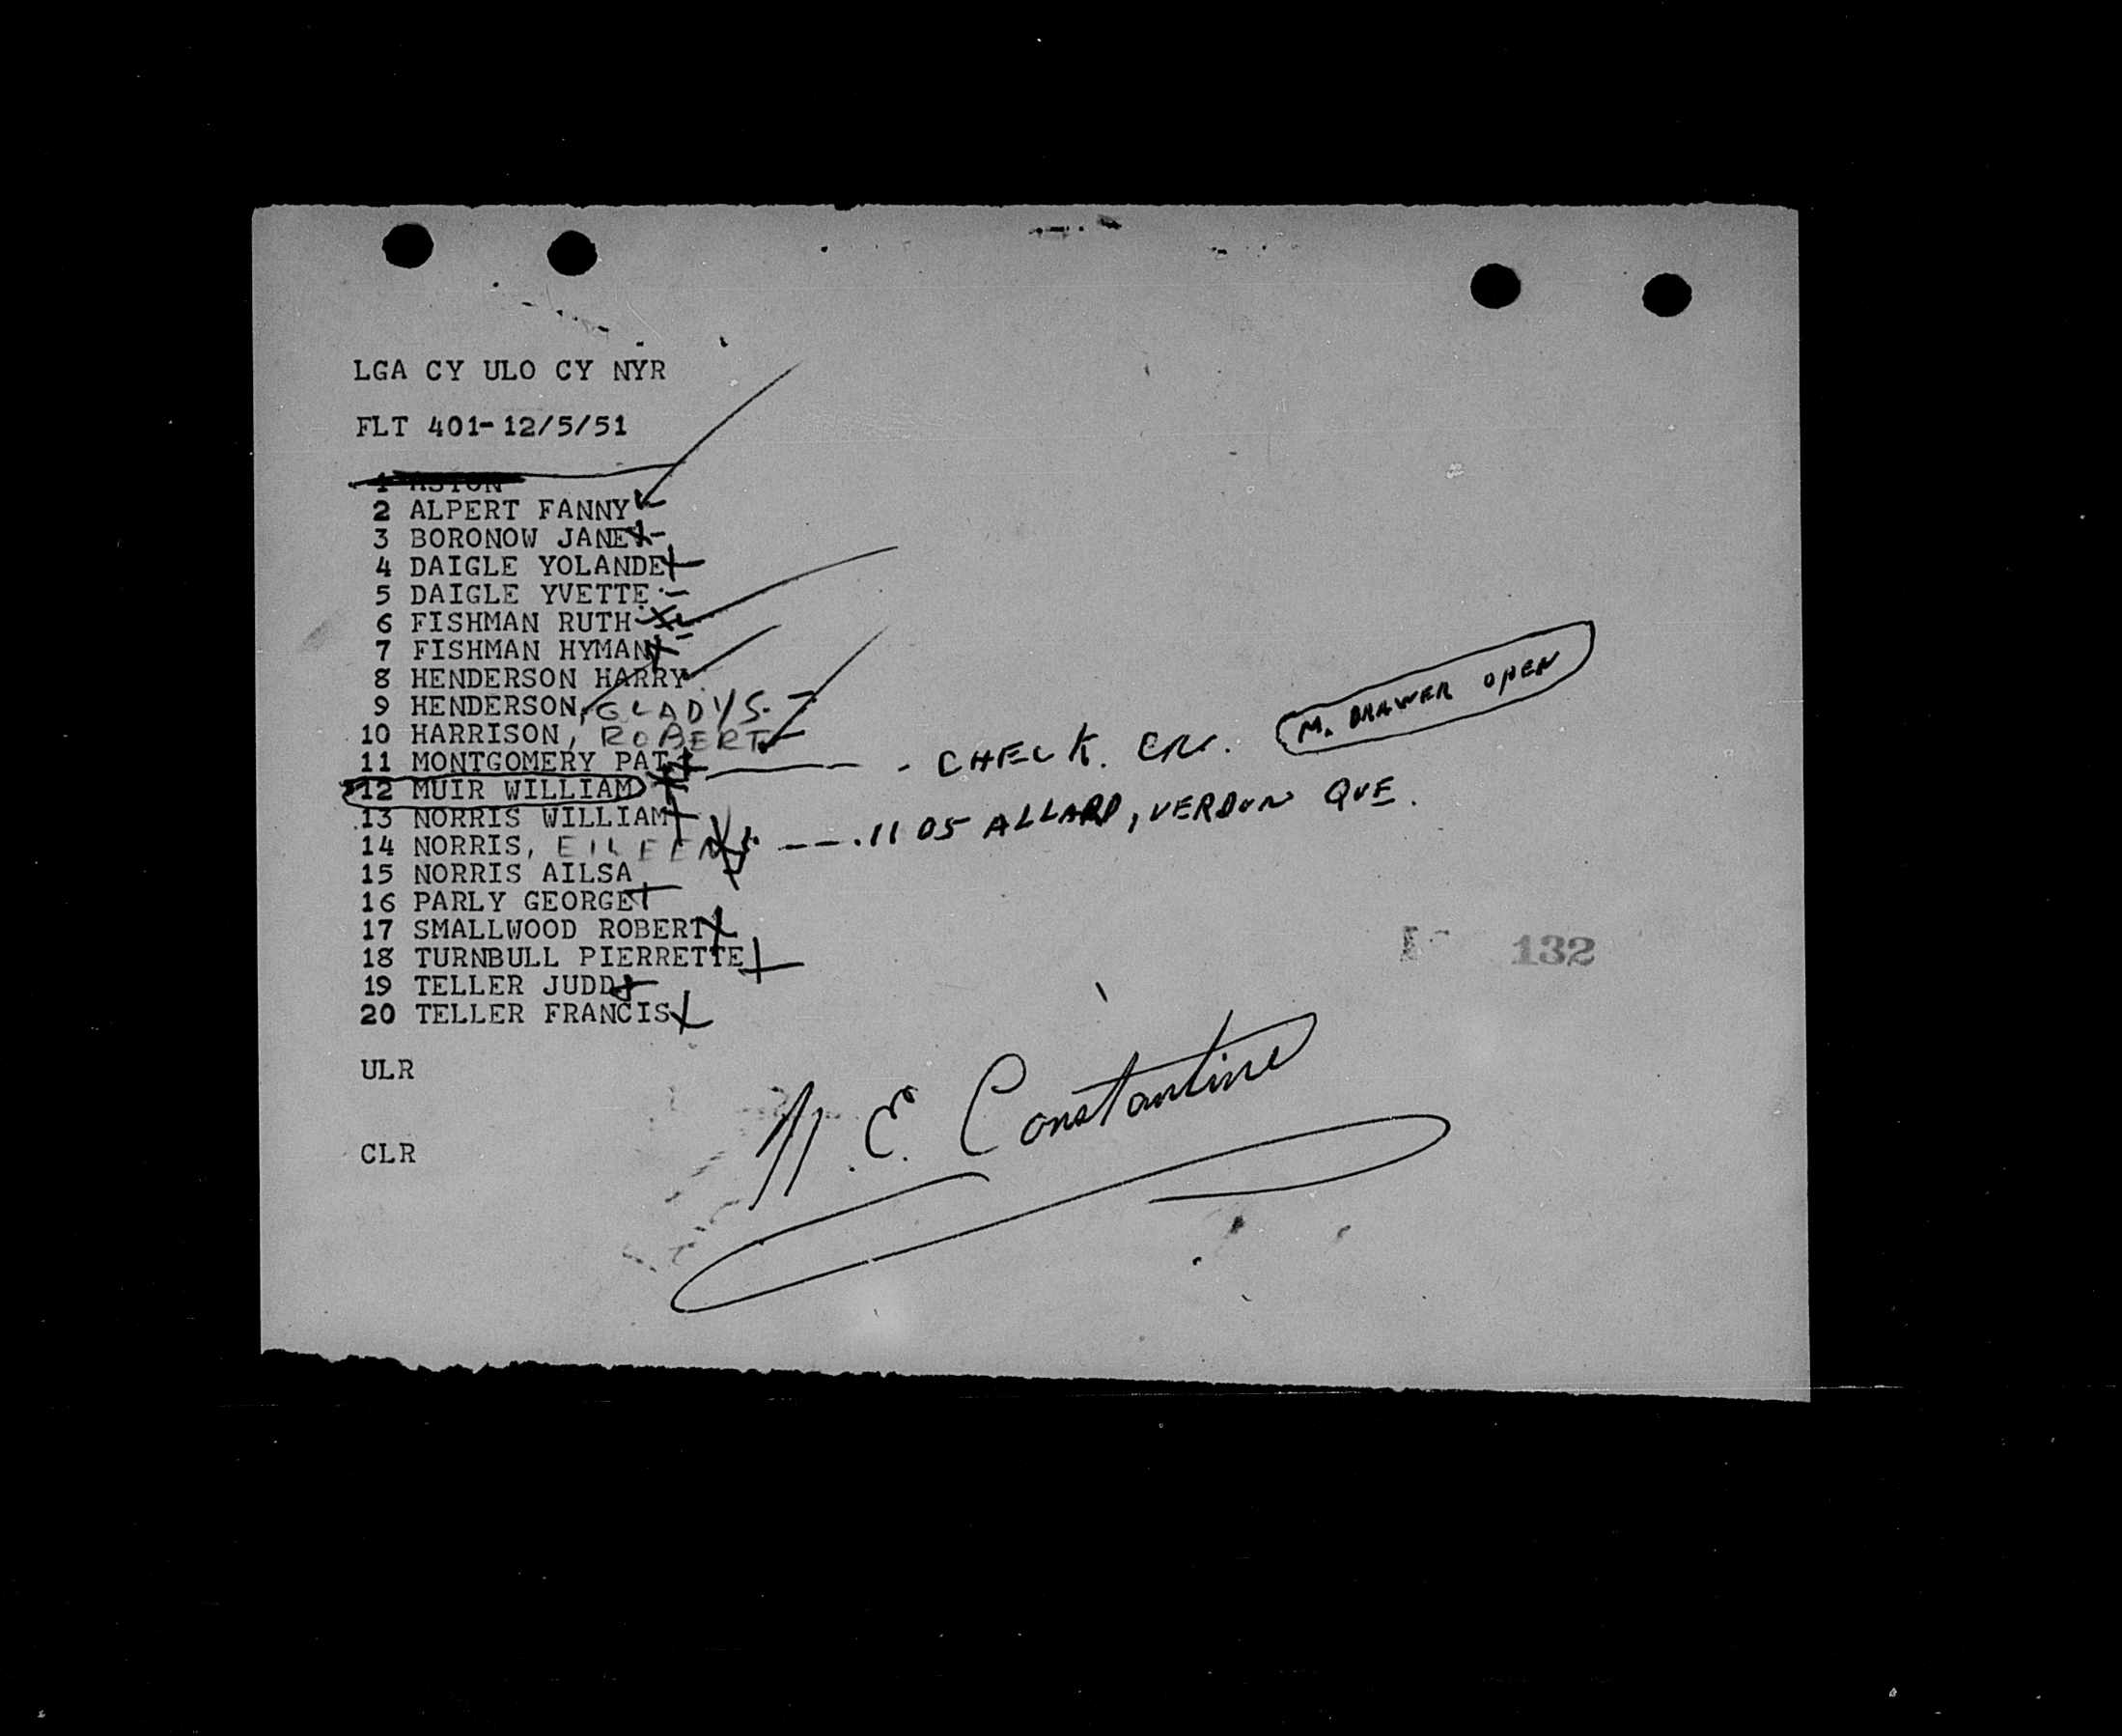 LGA CY ULO CY NYR
FLT 401-12/5/51
1 ASTON
2 ALPERT FANNY
3 BORONOW JANE
4 DAIGLE YOLANDE
5 DAIGLE YVETTE
6 FISHMAN RUTH
7 FISHMAN HYMAN
8 HENDERSON HARRY
9 HENDERSON, GLADYS.
10 HARRISON, ROBERT
11 MONTGOMERY PAT - CHECK. M. DRAWER OPEN
12 MUIR WILLIAM
13 NORRIS WILLIAM
14 NORRIS, EILEEN ---.1105 ALLARD, VERDUN QUE.
15 NORRIS AILSA
16 PARLY GEORGE
17 SMALLWOOD ROBERT
18 TURNBULL PIERRETTE
19 TELLER JUDD
20 TELLER FRANCIS
132
ULR
CLR
N. E. Constantine